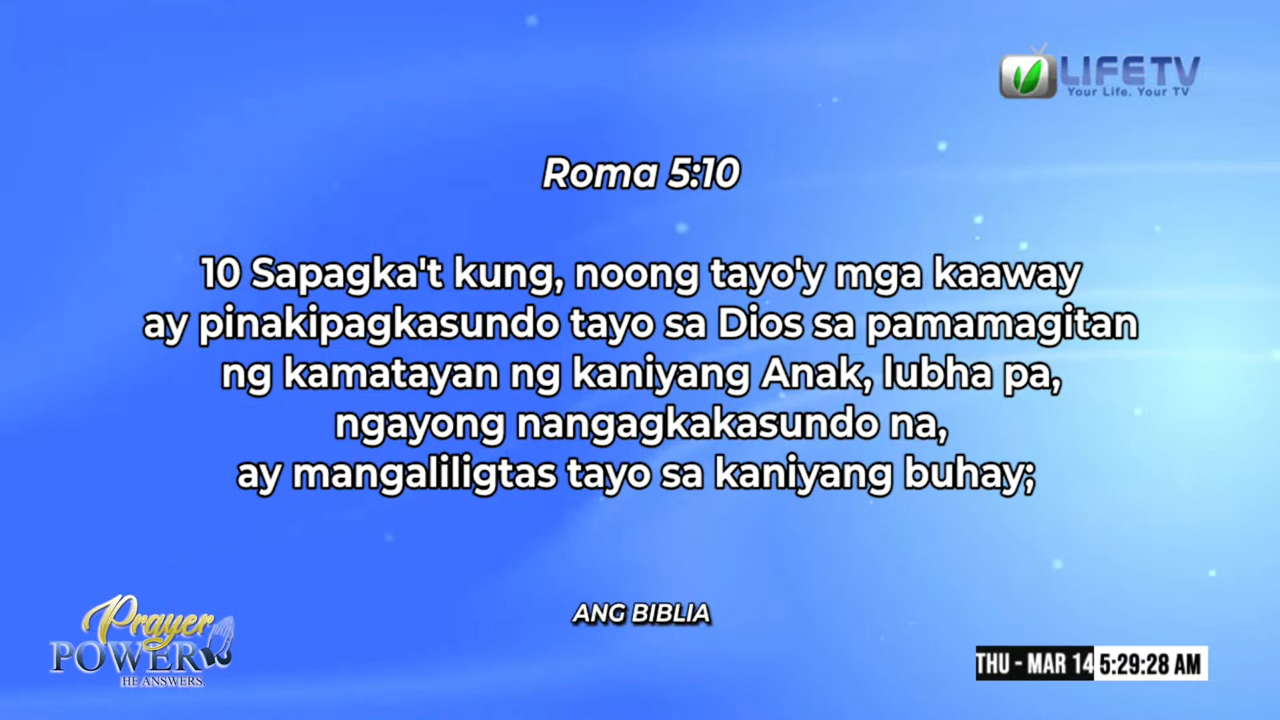 LIFETV
Your Life. Your TV
Roma 5:10
10 Sapagka't kung, noong tayo'y mga kaaway
ay pinakipagkasundo tayo sa Dios sa pamamagitan
ng kamatayan ng kaniyang Anak, lubha pa,
ngayong nangagkakasundo na,
ay mangaliligtas tayo sa kaniyang buhay;
ANG BIBLIA
Prayer
POWER
HE ANSWERS.
THU - MAR 14 5:29:28 AM